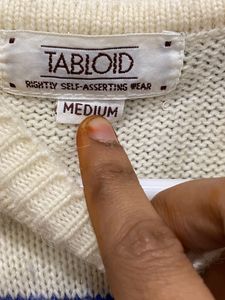 TABLOID
RIGHTLY SELF-ASSERTING WEAR
MEDIUM